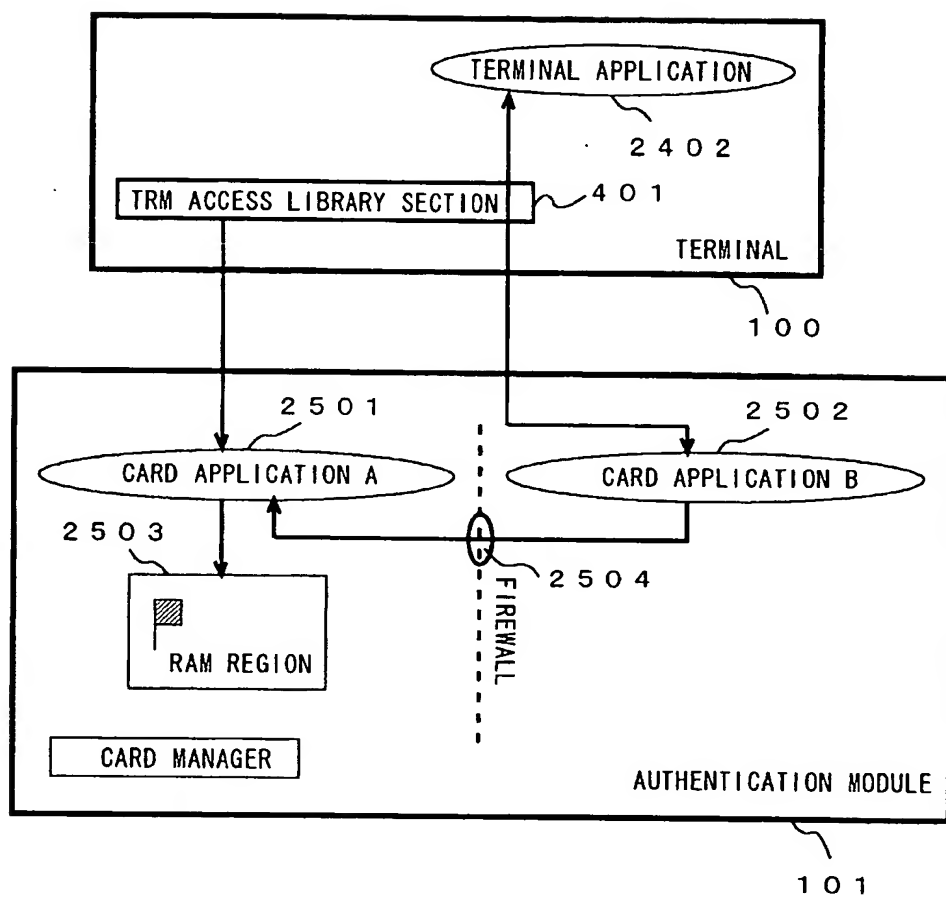 TERMINAL APPLICATION
2402
TRM ACCESS LIBRARY SECTION
401
TERMINAL
100
2501
2502
CARD APPLICATION A
CARD APPLICATION B
2503
2504
FIREWALL
RAM REGION
CARD MANAGER
AUTHENTICATION MODULE
101